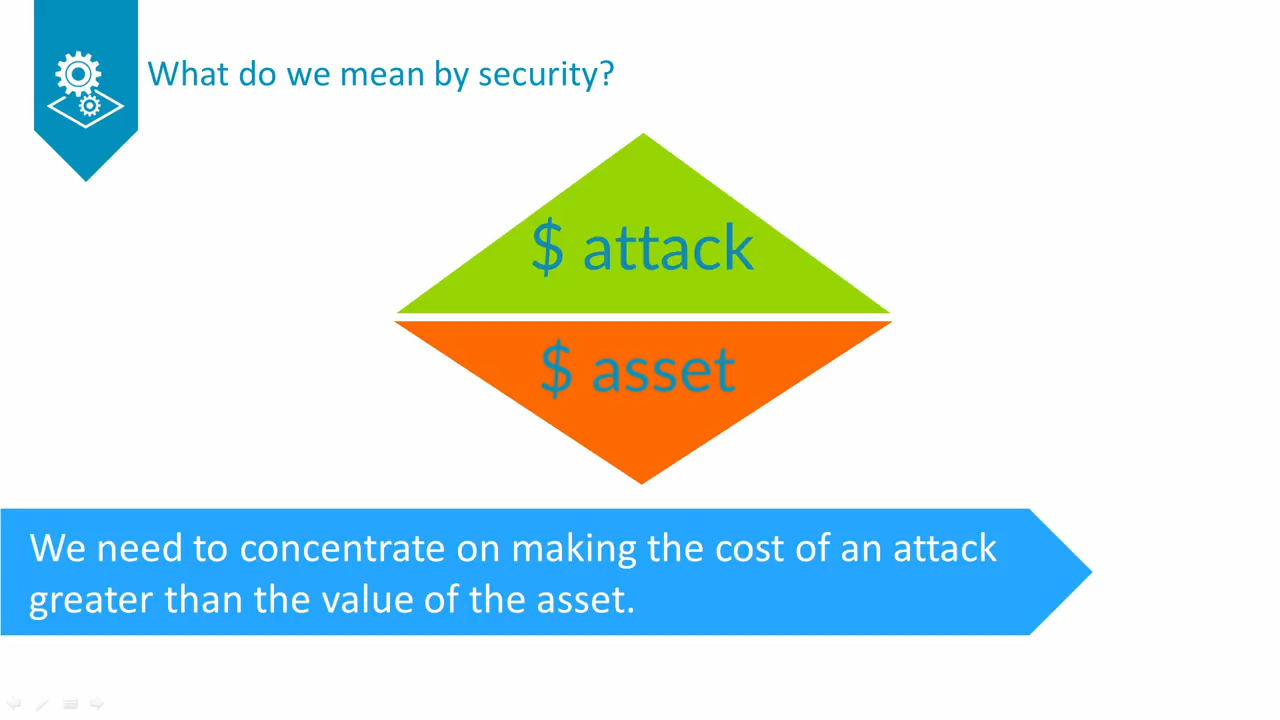 What do we mean by security?
$ attack
$ asset
We need to concentrate on making the cost of an attack
greater than the value of the asset.